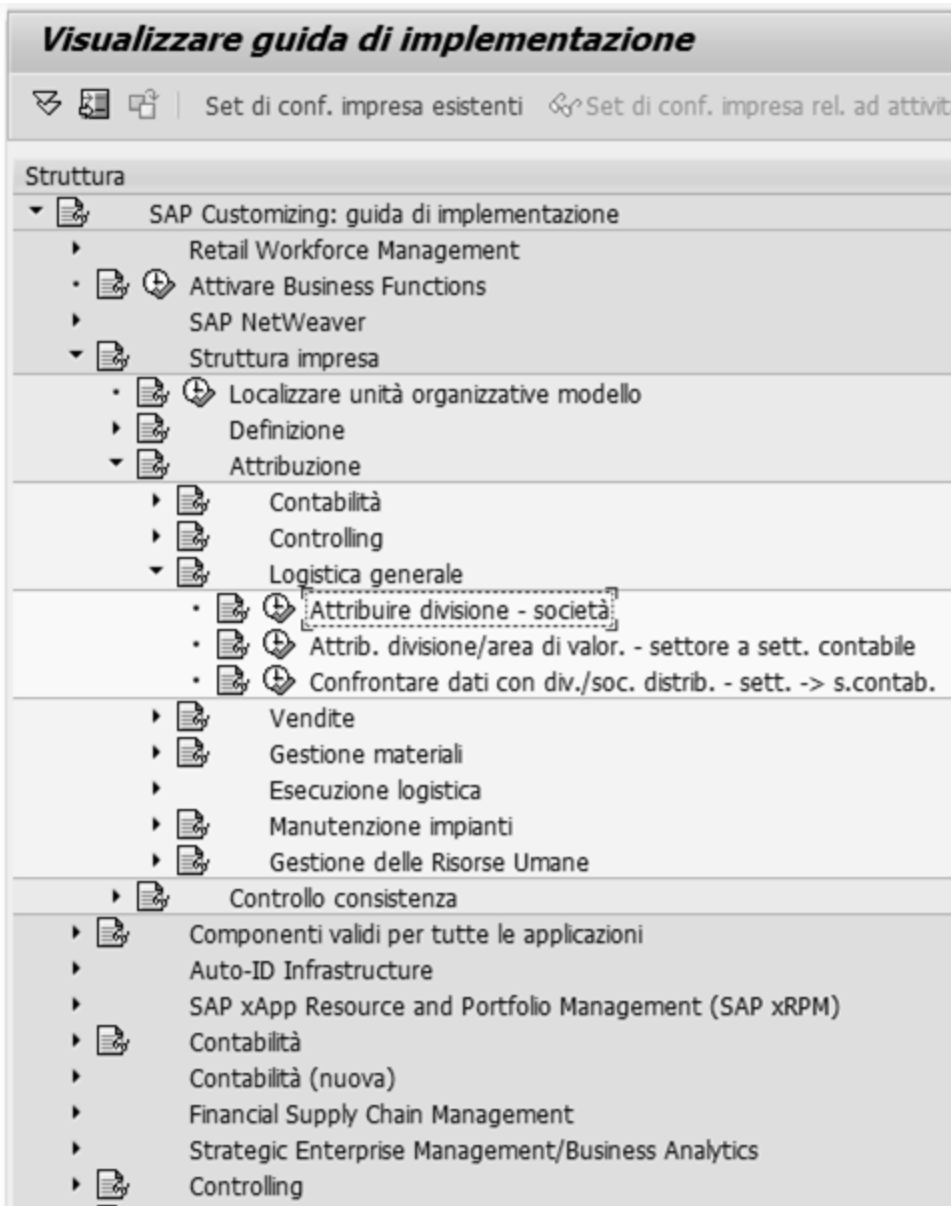 Visualizzare guida di implementazione
Set di conf. impresa esistenti Set di conf. impresa rel. ad attivit
Struttura
SAP Customizing: guida di implementazione
Retail Workforce Management
Attivare Business Functions
SAP NetWeaver
Struttura impresa
Localizzare unità organizzative modello
Definizione
Attribuzione
Contabilità
Controlling
Logistica generale
Attribuire divisione - società
Attrib. divisione/area di valor. - settore a sett. contabile
Confrontare dati con div./soc. distrib. - sett. -> s.contab.
Vendite
Gestione materiali
Esecuzione logistica
Manutenzione impianti
Gestione delle Risorse Umane
Controllo consistenza
Componenti validi per tutte le applicazioni
Auto-ID Infrastructure
SAP xApp Resource and Portfolio Management (SAP xRPM)
Contabilità
Contabilità (nuova)
Financial Supply Chain Management
Strategic Enterprise Management/Business Analytics
Controlling